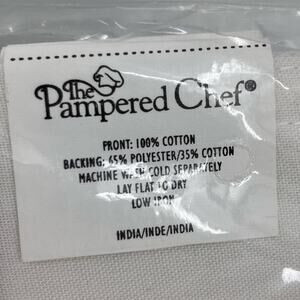 The
Pampered Chef®
FRONT: 100% COTTON
BACKING: 65% POLYESTER/35% COTTON
MACHINE WASH COLD SEPARATELY
LAY FLAT TO DRY
LOW IRON
INDIA/INDE/INDIA